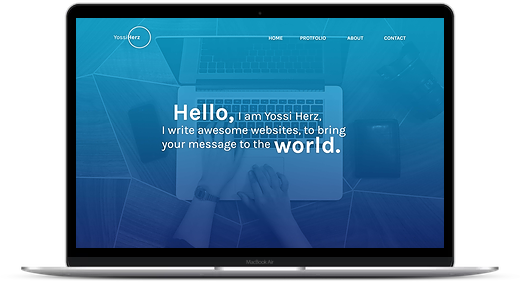 YossiHerz
HOME PROTFOLIO ABOUT CONTACT
Hello, I am Yossi Herz,
I write awesome websites, to bring
your message to the world.
MacBook Air